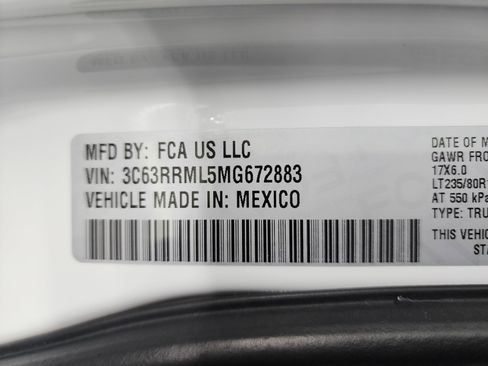 MFD BY: FCA US LLC
VIN: 3C63RRML5MG672883
VEHICLE MADE IN: MEXICO
DATE OF M
GAWR FRO
17X6.0
LT235/80R1
AT 550 kPa
TYPE: TRU
THIS VEHIC
STA